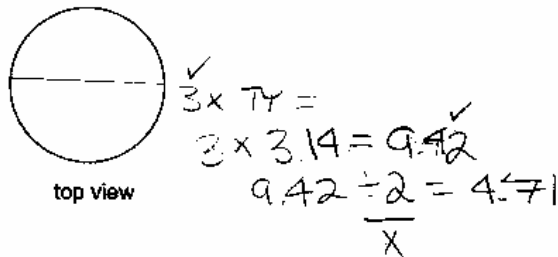 3 x π =
3 x 3.14 = 9.42
top view
9.42 ÷ 2 = 4.71
x